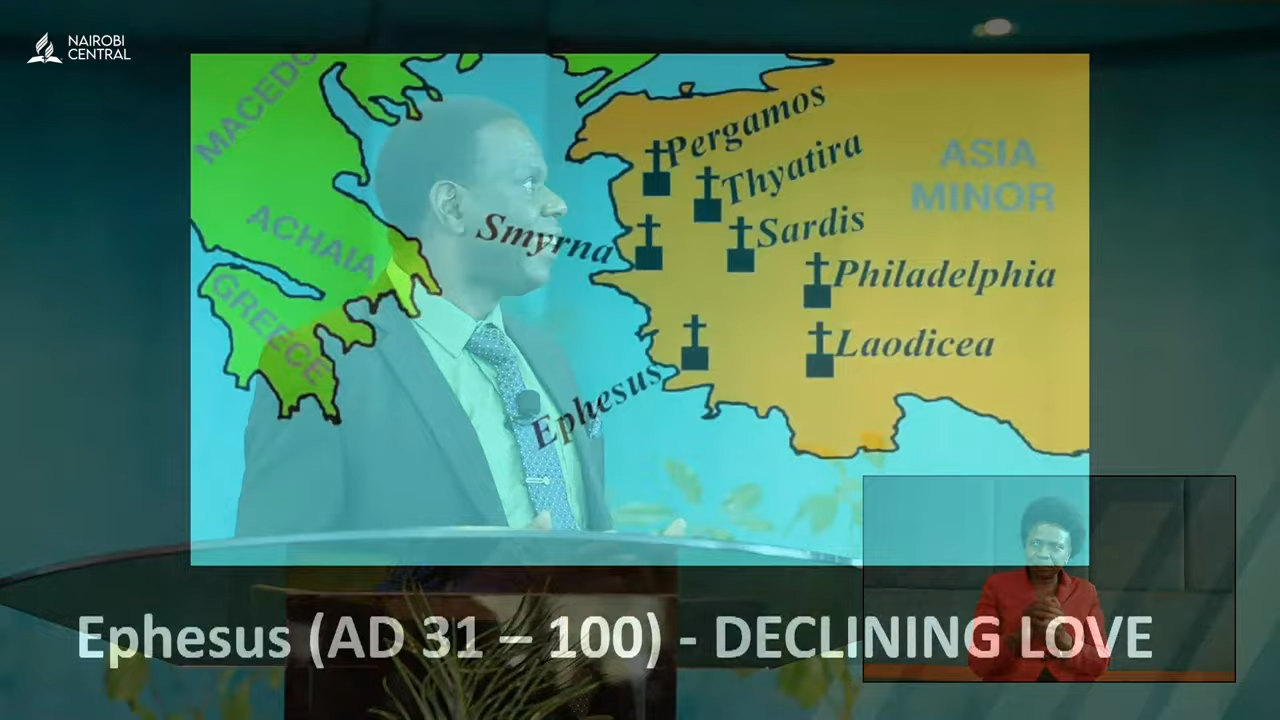 NAIROBI
CENTRAL
MACEDO
ACHAIA
GREECE
Pergamos
Thyatira
ASIA
MINOR
Smyrna
Sardis
Philadelphia
Laodicea
Ephesus
Ephesus (AD 31 – 100) - DECLINING LOVE